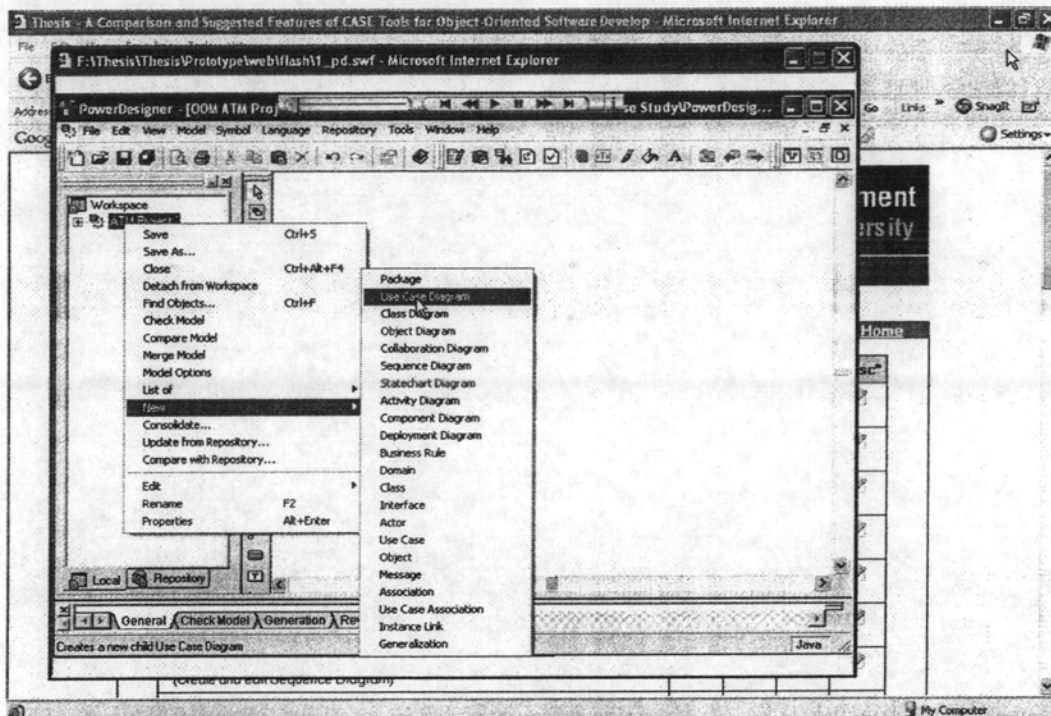 Thesis - A Comparison and Suggested Features of CASE Tools for Object-Oriented Software Develop - Microsoft Internet Explorer
File
F:\Thesis\Thesis\Prototype\web\flash\1_pd.swf - Microsoft Internet Explorer
PowerDesigner - [OOM ATM Proj
se Study\PowerDesig...
Go Links » SnagIt
File Edit View Model Symbol Language Repository Tools Window Help
Settings
Workspace
ment
ersity
Home
Save Ctrl+S
Save As...
Close Ctrl+Alt+F4
Detach from Workspace
Find Objects... Ctrl+F
Check Model
Compare Model
Merge Model
Model Options
List of
New
Consolidate...
Update from Repository...
Compare with Repository...
Edit
Rename F2
Properties Alt+Enter
Package
Use Case Diagram
Class Diagram
Object Diagram
Collaboration Diagram
Sequence Diagram
Statechart Diagram
Activity Diagram
Component Diagram
Deployment Diagram
Business Rule
Domain
Class
Interface
Actor
Use Case
Object
Message
Association
Use Case Association
Instance Link
Generalization
Local Repository
General Check Model Generation Re
Creates a new child Use Case Diagram
Java
(Create and edit Sequence Diagram)
My Computer